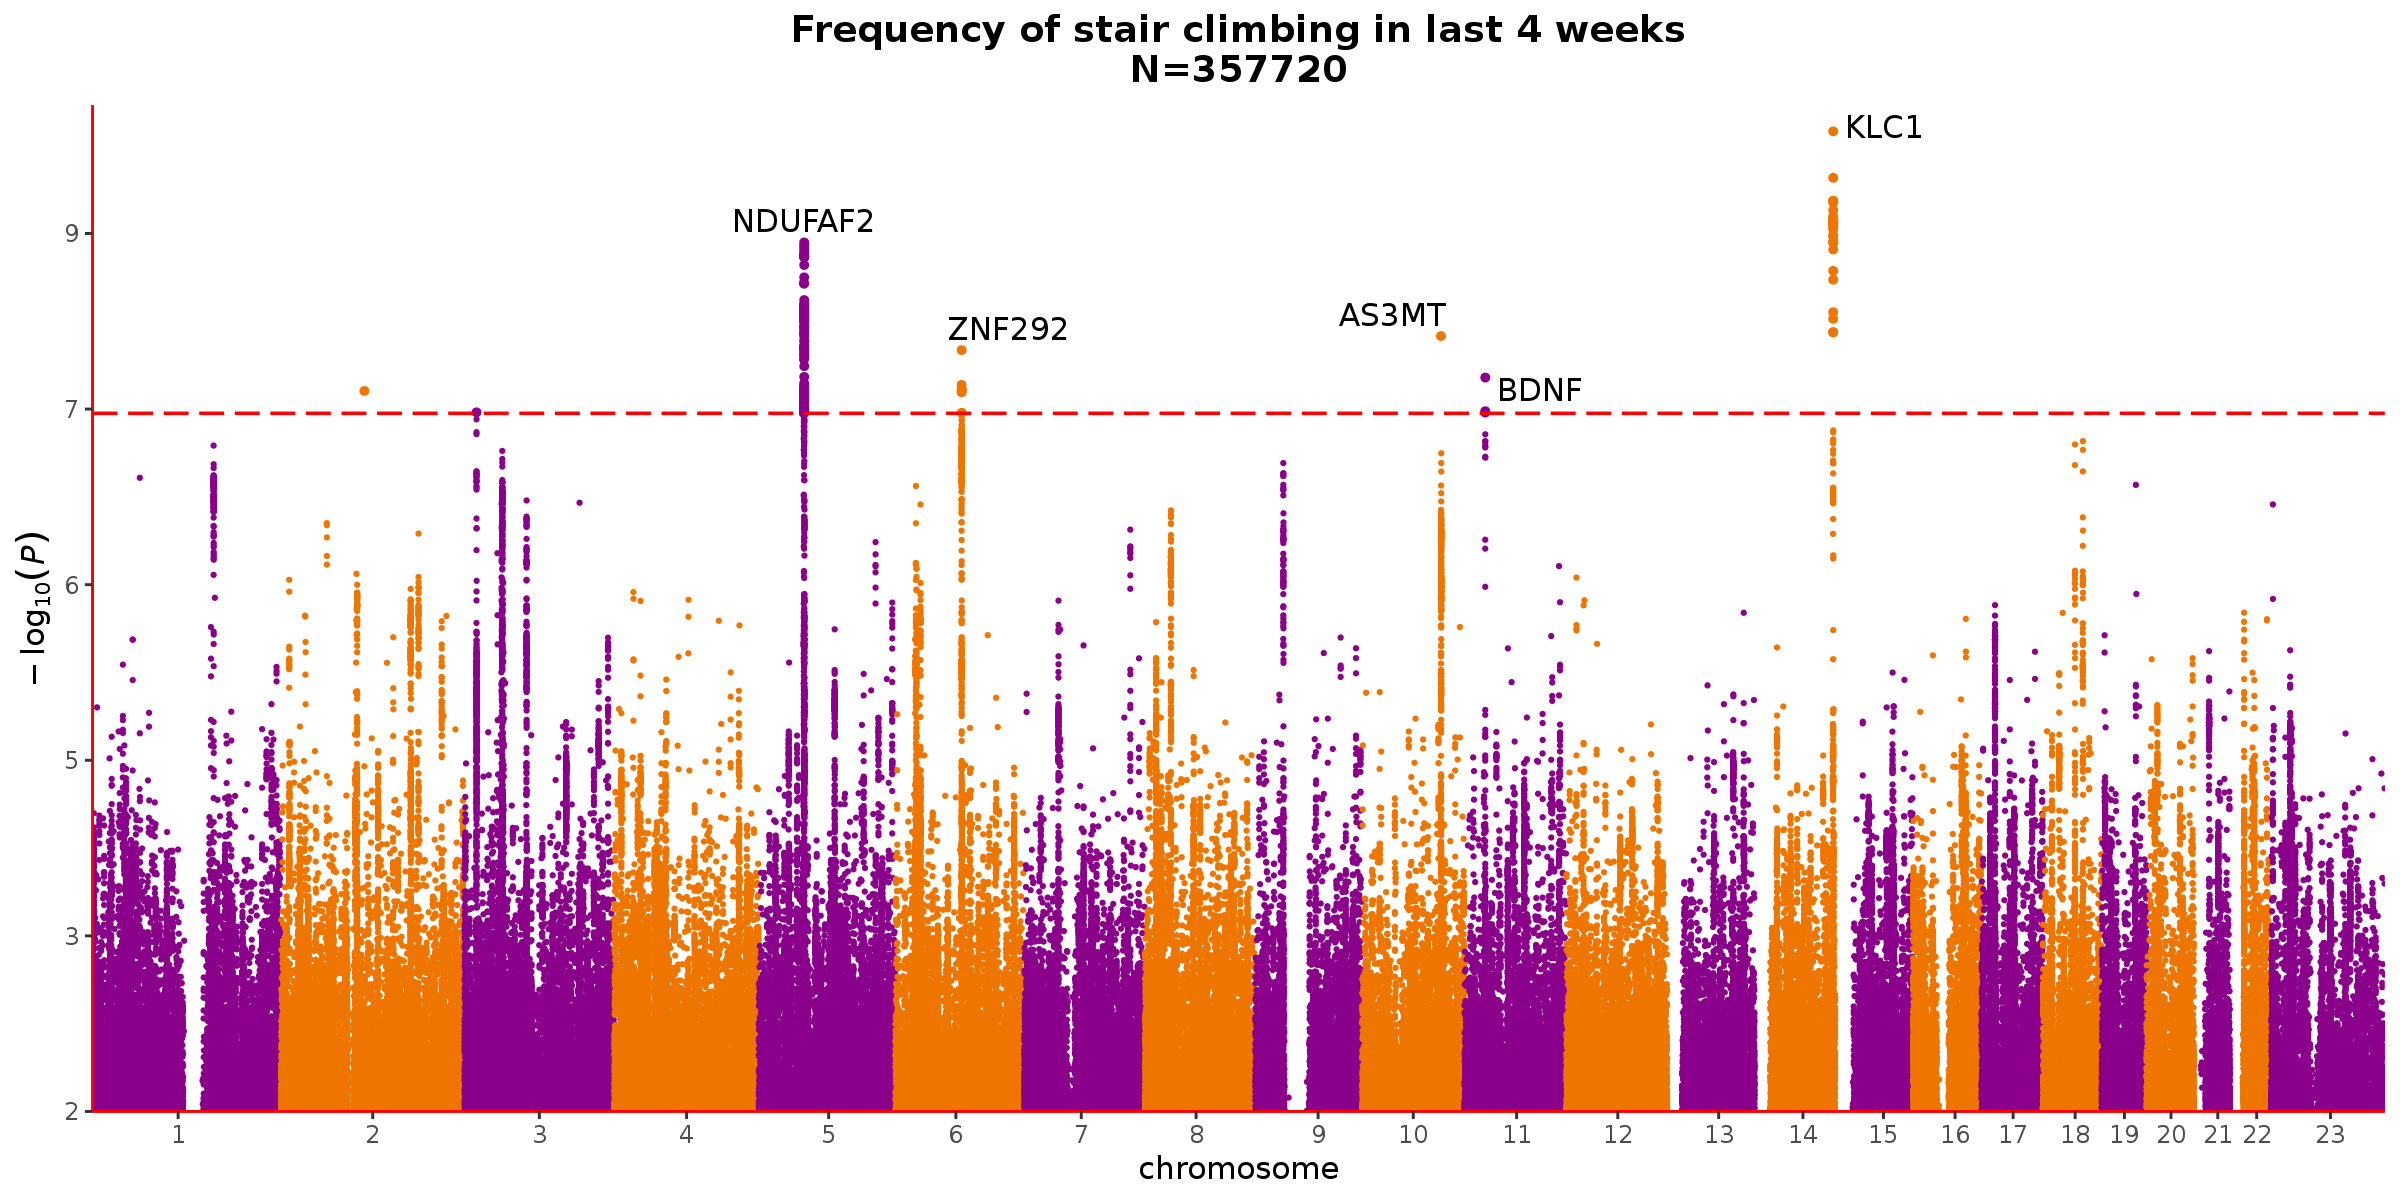 Frequency of stair climbing in last 4 weeks
N=357720
KLC1
NDUFAF2
9
AS3MT
ZNF292
BDNF
7
6
− log10(P)
5
3
2
1 2 3 4 5 6 7 8 9 10 11 12 13 14 15 16 17 18 19 20 21 22 23
chromosome